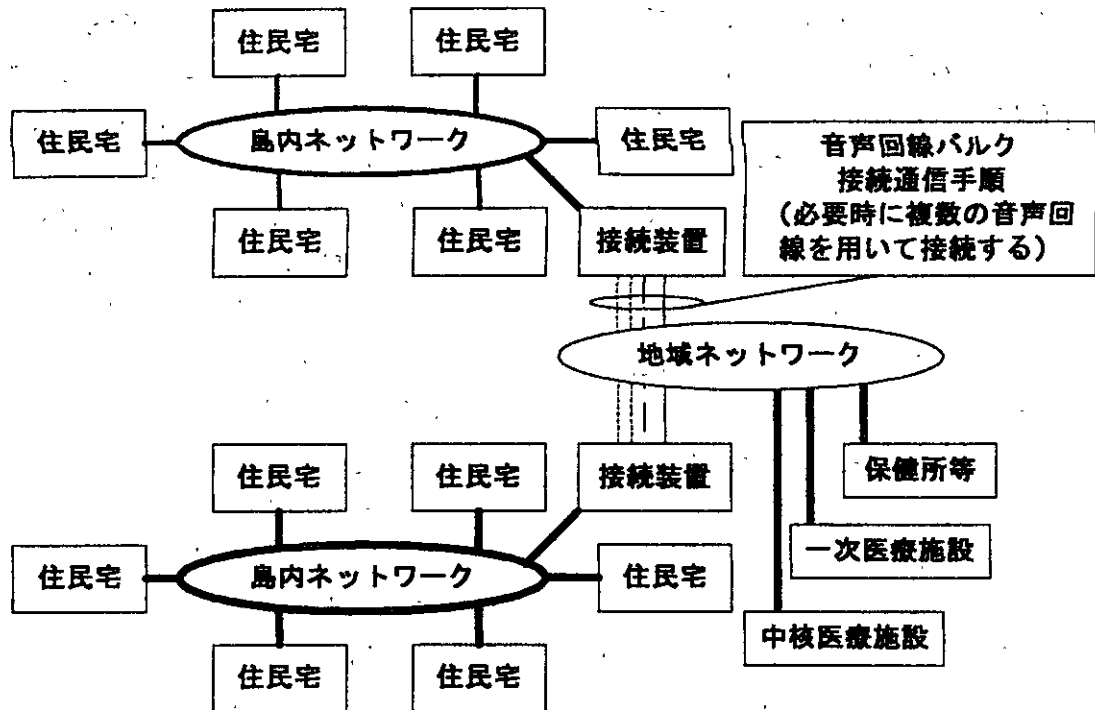 住民宅
住民宅
住民宅
島内ネットワーク
住民宅
住民宅
住民宅
接続装置
音声回線バルク
接続通信手順
(必要時に複数の音声回
線を用いて接続する)
地域ネットワーク
住民宅
住民宅
接続装置
保健所等
住民宅
島内ネットワーク
住民宅
一次医療施設
中核医療施設
住民宅
住民宅